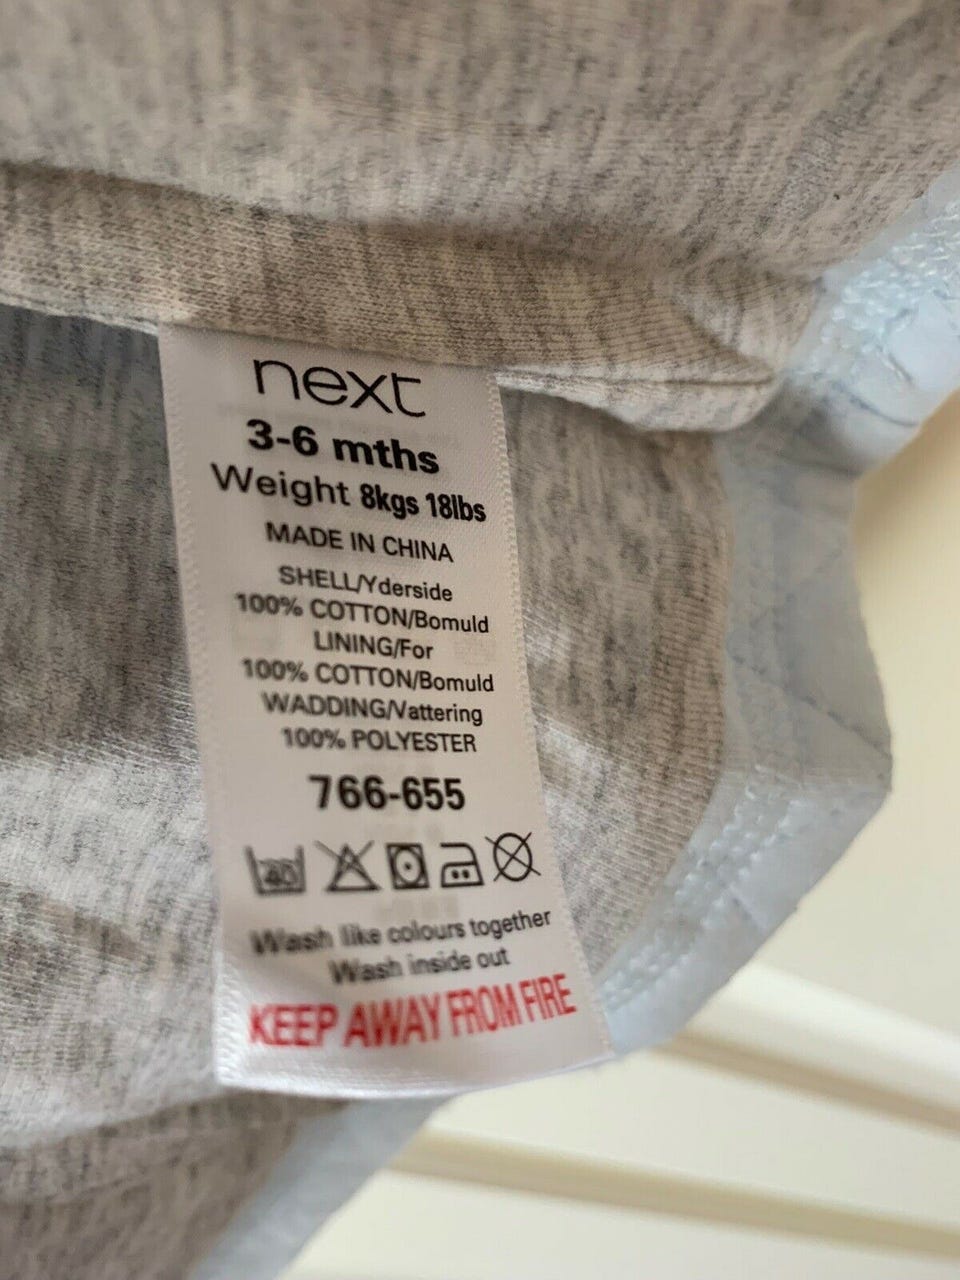 next
3-6 mths
Weight 8kgs 18lbs
MADE IN CHINA
SHELL/Yderside
100% COTTON/Bomuld
LINING/For
100% COTTON/Bomuld
WADDING/Vattering
100% POLYESTER
766-655
40
Wash like colours together
Wash inside out
KEEP AWAY FROM FIRE